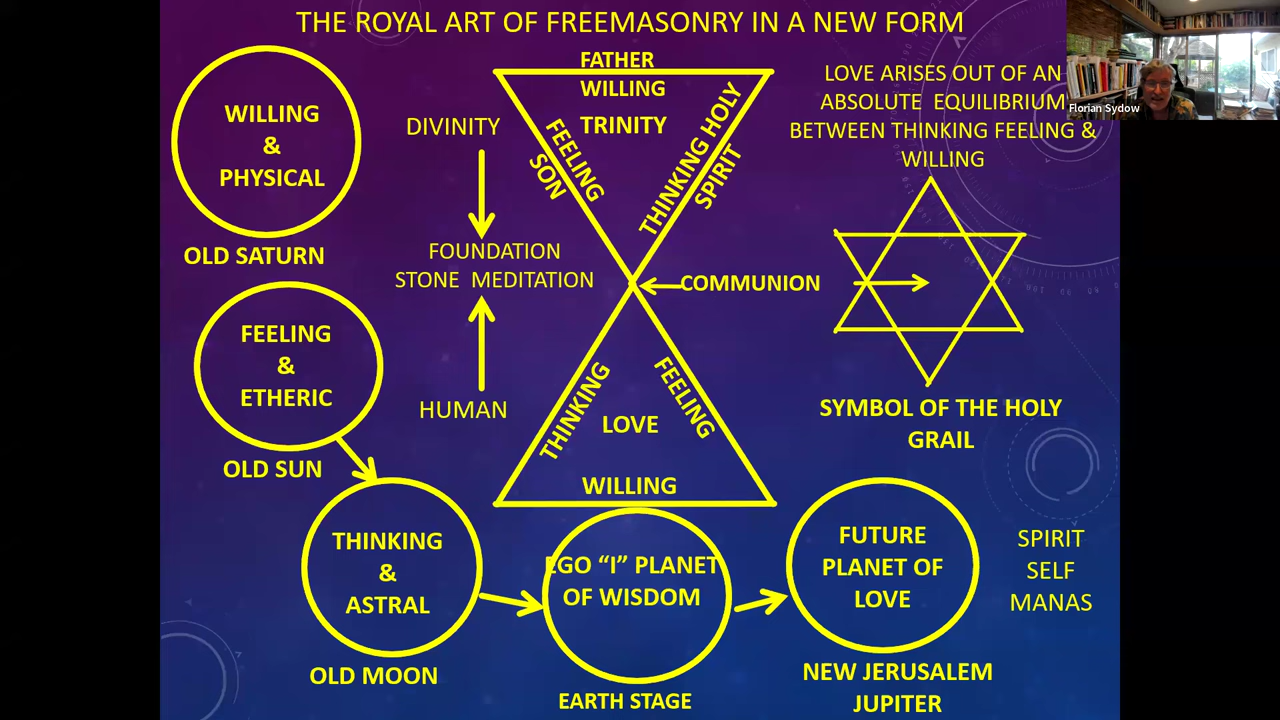 THE ROYAL ART OF FREEMASONRY IN A NEW FORM
FATHER
WILLING
TRINITY
FEELING
SON
THINKING HOLY
SPIRIT
WILLING
&
PHYSICAL
OLD SATURN
DIVINITY
FOUNDATION
STONE MEDITATION
HUMAN
COMMUNION
LOVE ARISES OUT OF AN
ABSOLUTE EQUILIBRIUM
BETWEEN THINKING FEELING &
WILLING
Florian Sydow
SYMBOL OF THE HOLY
GRAIL
FEELING
&
ETHERIC
OLD SUN
THINKING
FEELING
LOVE
WILLING
THINKING
&
ASTRAL
OLD MOON
EGO “I” PLANET
OF WISDOM
EARTH STAGE
FUTURE
PLANET OF
LOVE
NEW JERUSALEM
JUPITER
SPIRIT
SELF
MANAS